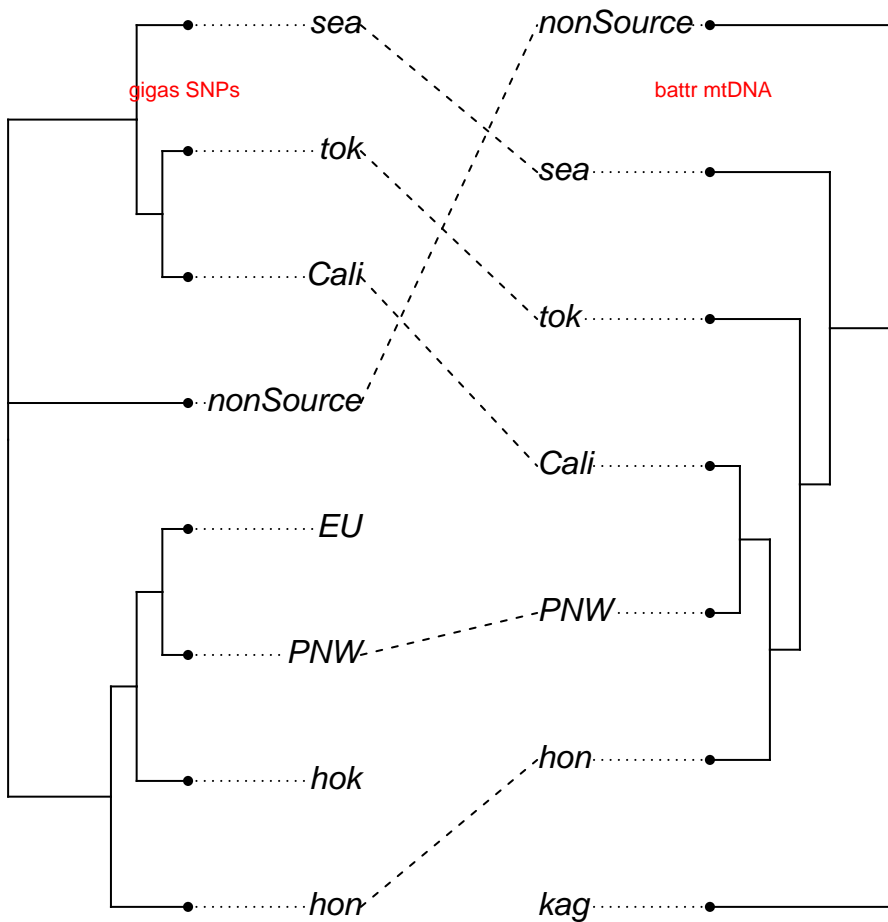 sea
nonSource
gigas SNPs
battr mtDNA
tok
sea
Cali
tok
nonSource
Cali
EU
PNW
PNW
hok
hon
hon
kag